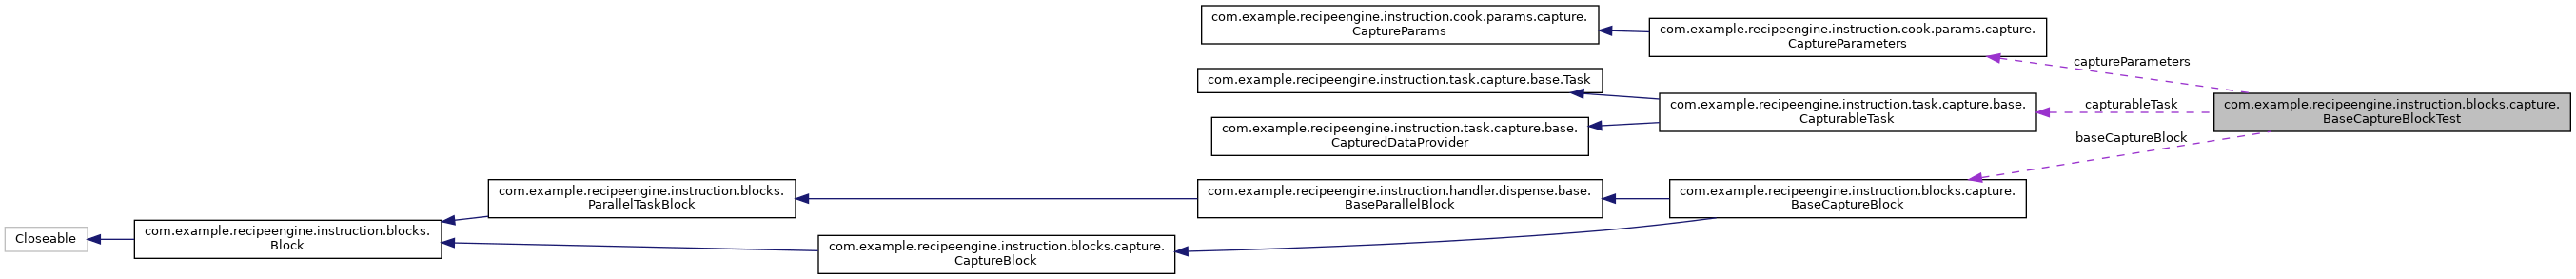 com.example.recipeengine.instruction.cook.params.capture.
CaptureParams
com.example.recipeengine.instruction.cook.params.capture.
CaptureParameters
captureParameters
com.example.recipeengine.instruction.task.capture.base.Task
com.example.recipeengine.instruction.task.capture.base.
CapturableTask
capturableTask
com.example.recipeengine.instruction.blocks.capture.
BaseCaptureBlockTest
com.example.recipeengine.instruction.task.capture.base.
CapturedDataProvider
baseCaptureBlock
com.example.recipeengine.instruction.blocks.
ParallelTaskBlock
com.example.recipeengine.instruction.handler.dispense.base.
BaseParallelBlock
com.example.recipeengine.instruction.blocks.capture.
BaseCaptureBlock
Closeable
com.example.recipeengine.instruction.blocks.
Block
com.example.recipeengine.instruction.blocks.capture.
CaptureBlock